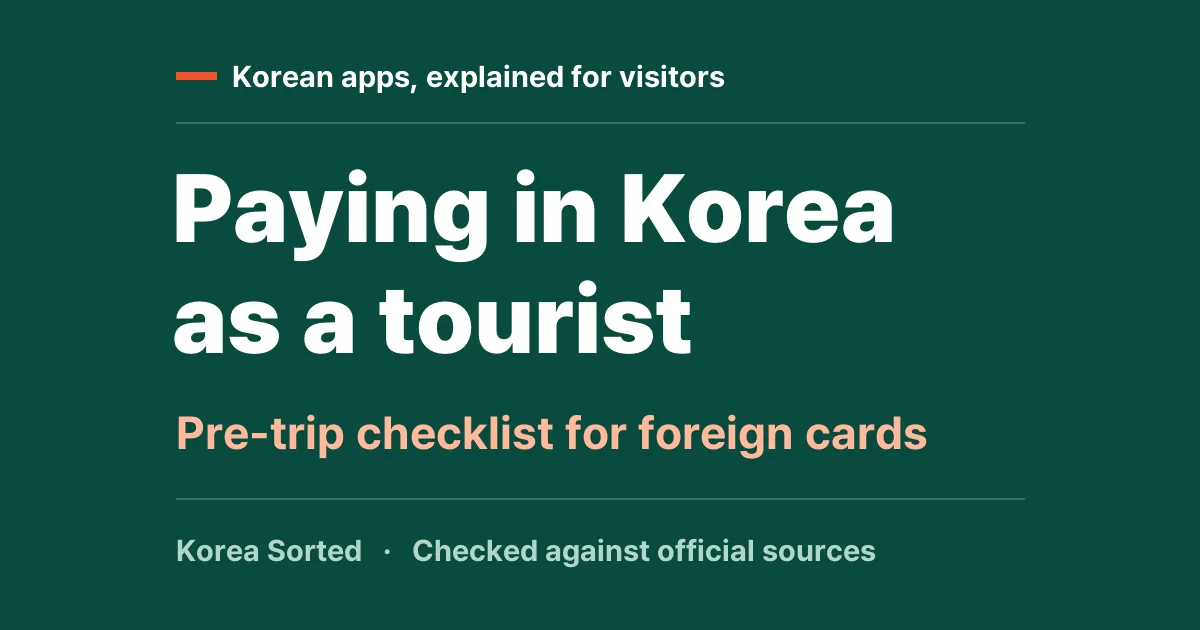 Korean apps, explained for visitors
Paying in Korea
as a tourist
Pre-trip checklist for foreign cards
Korea Sorted · Checked against official sources